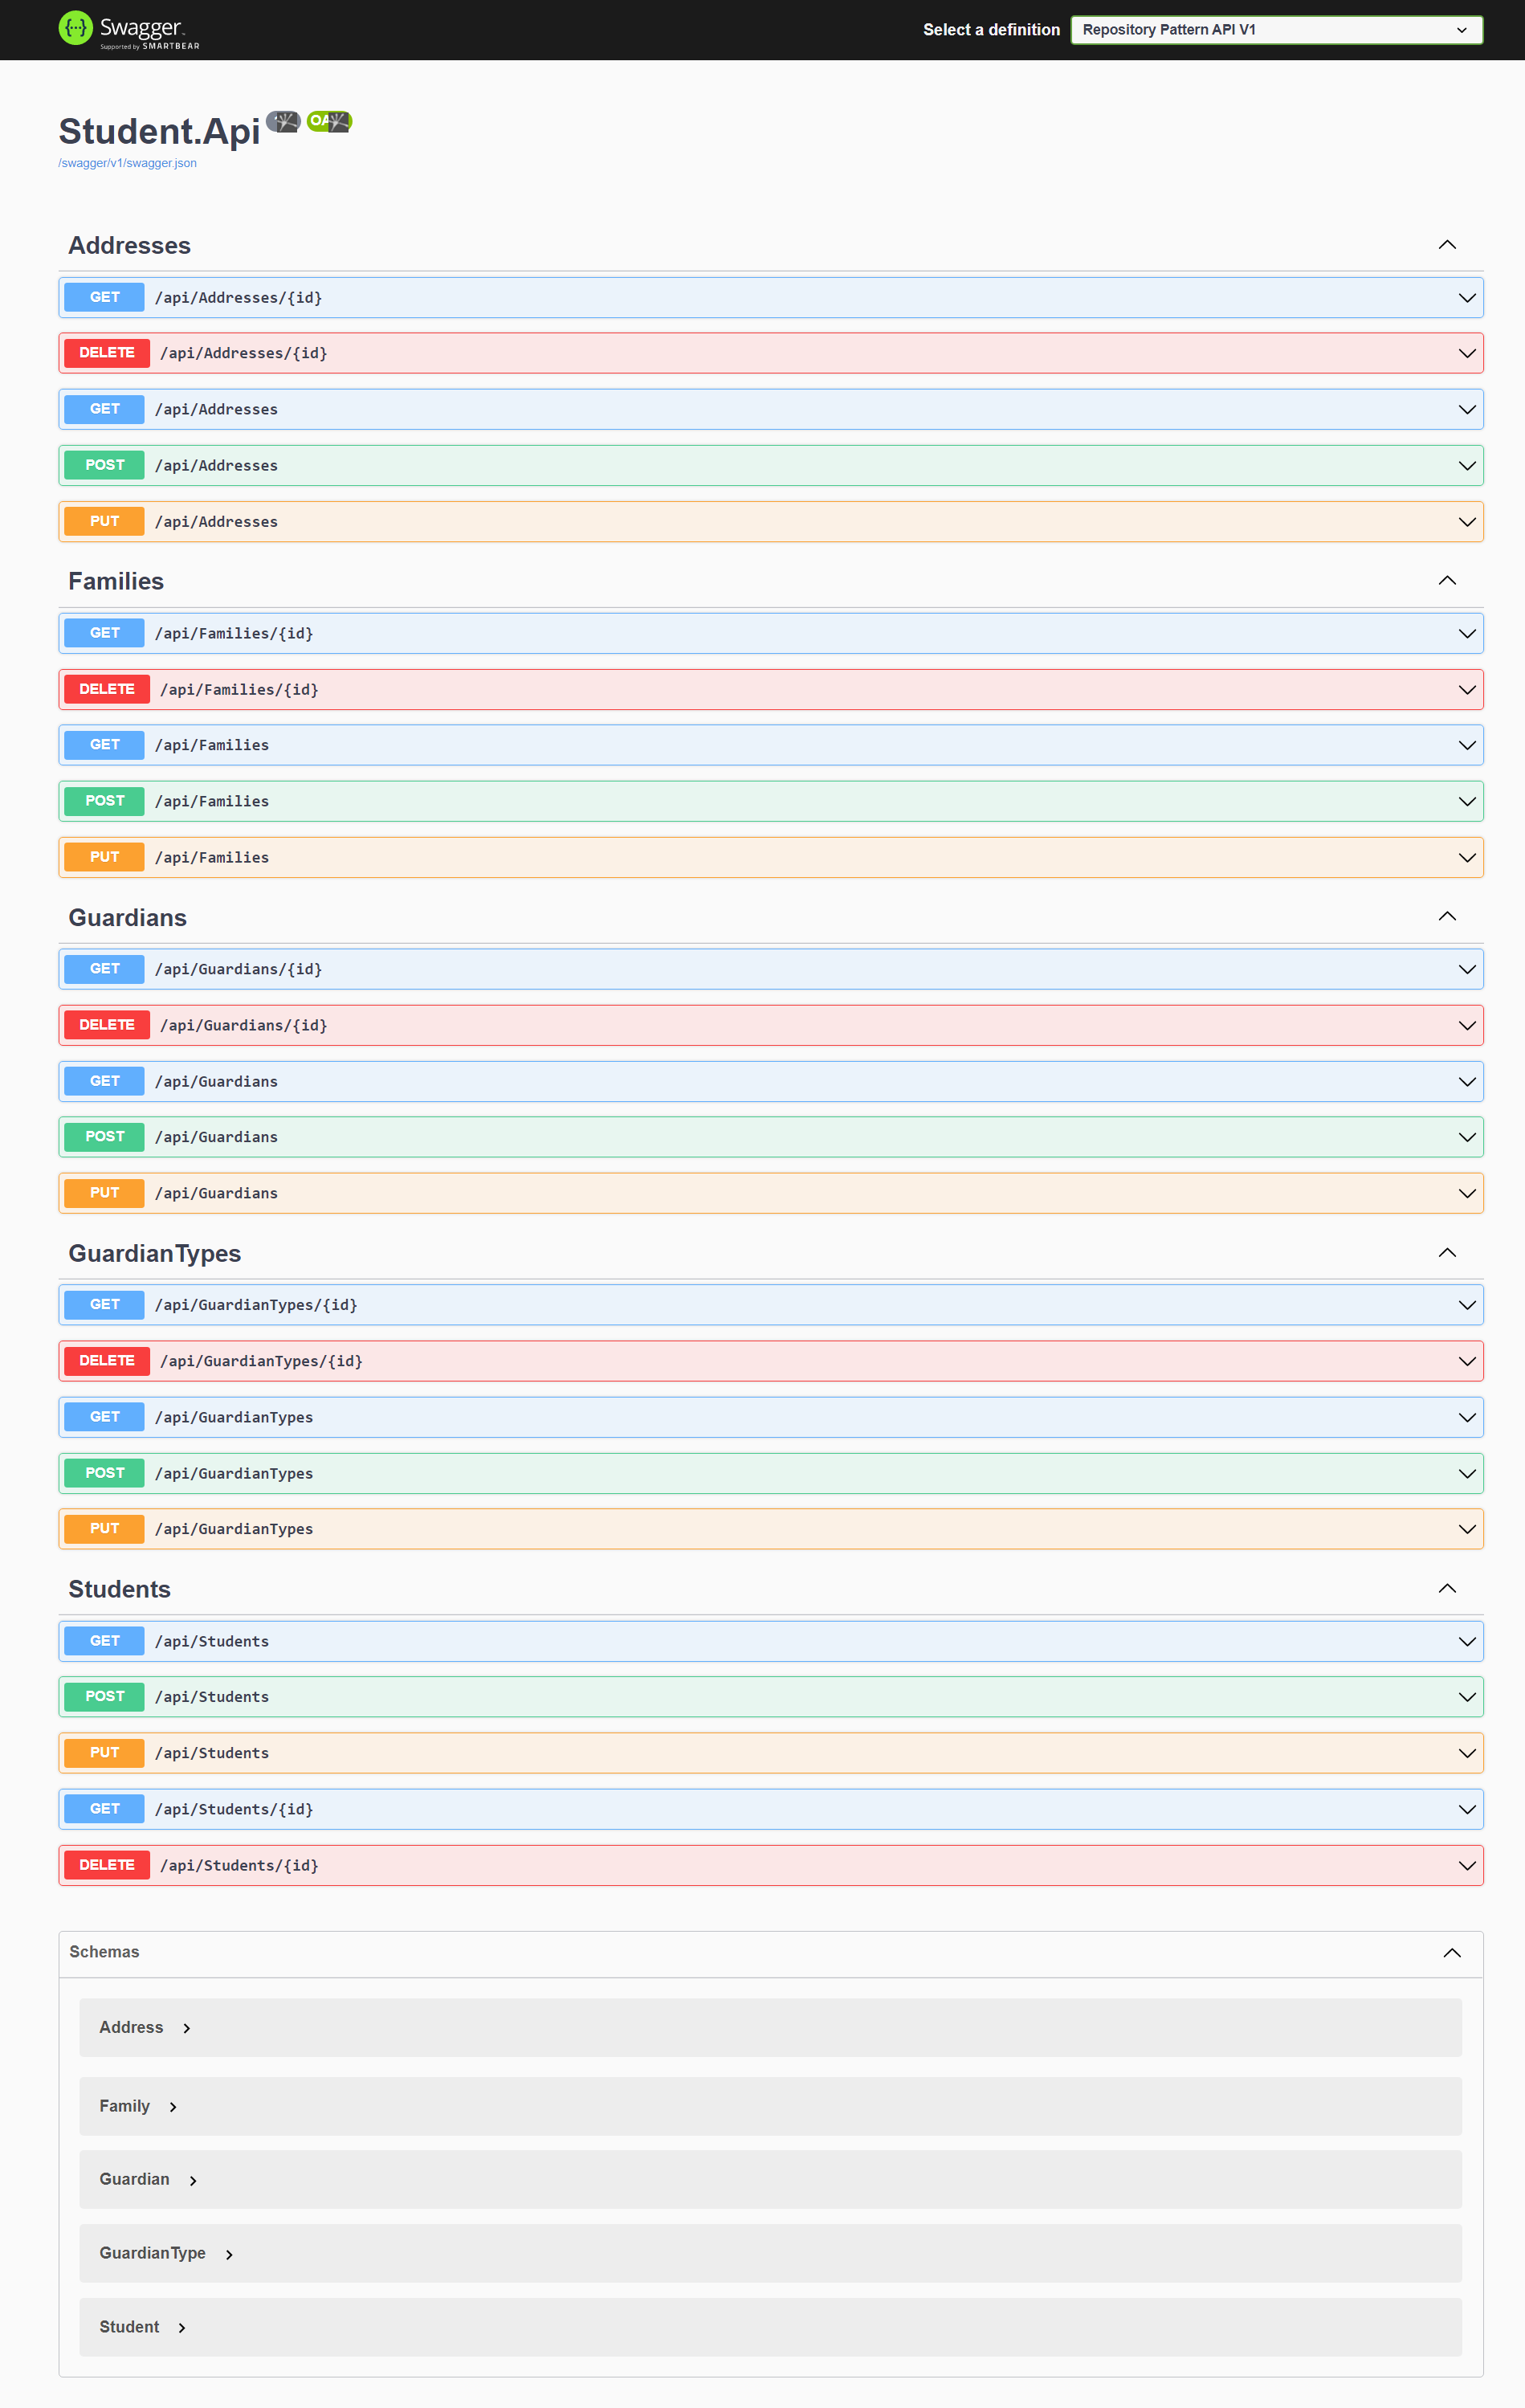 Swagger
Supported by SMARTBEAR
Select a definition
Repository Pattern API V1
Student.Api
/swagger/v1/swagger.json
Addresses
GET /api/Addresses/{id}
DELETE /api/Addresses/{id}
GET /api/Addresses
POST /api/Addresses
PUT /api/Addresses
Families
GET /api/Families/{id}
DELETE /api/Families/{id}
GET /api/Families
POST /api/Families
PUT /api/Families
Guardians
GET /api/Guardians/{id}
DELETE /api/Guardians/{id}
GET /api/Guardians
POST /api/Guardians
PUT /api/Guardians
GuardianTypes
GET /api/GuardianTypes/{id}
DELETE /api/GuardianTypes/{id}
GET /api/GuardianTypes
POST /api/GuardianTypes
PUT /api/GuardianTypes
Students
GET /api/Students
POST /api/Students
PUT /api/Students
GET /api/Students/{id}
DELETE /api/Students/{id}
Schemas
Address
Family
Guardian
GuardianType
Student